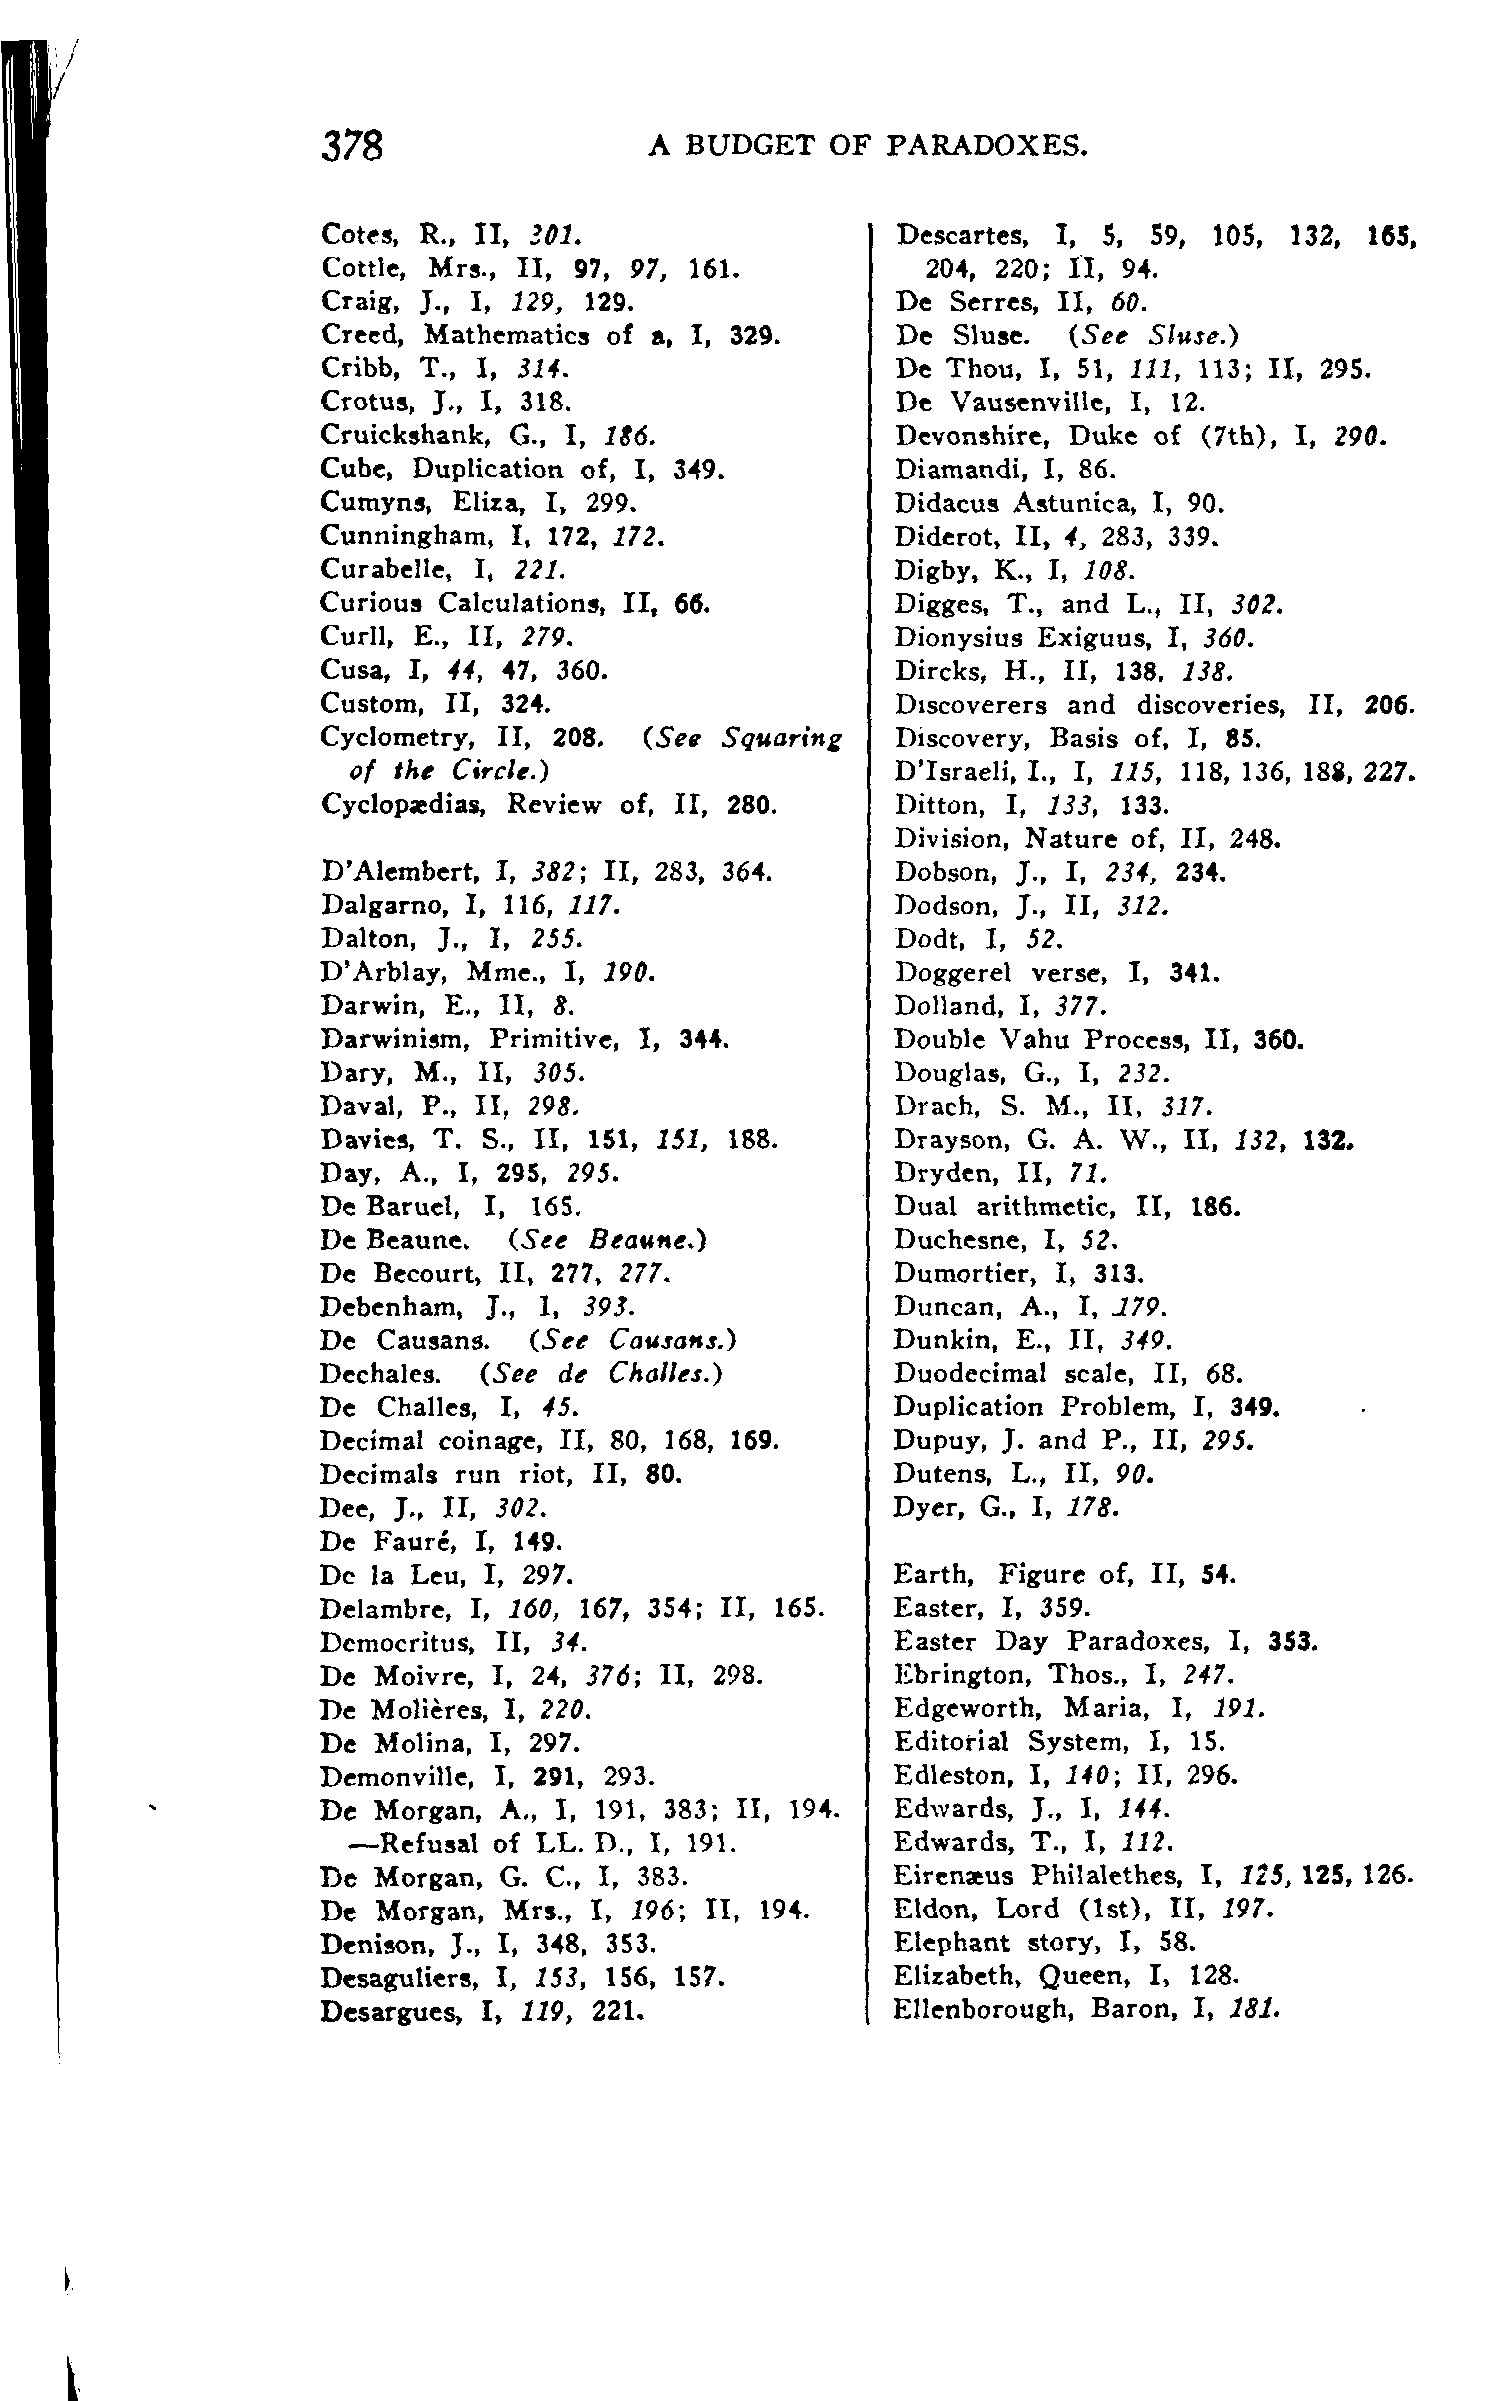 378
A BUDGET OF PARADOXES.
Cotes, R., II, 301.
Cottle, Mrs., II, 97, 97, 161.
Craig, J., I, 129, 129.
Creed, Mathematics of a, I, 329.
Cribb, T., I, 314.
Crotus, J., I, 318.
Cruickshank, G., I, 186.
Cube, Duplication of, I, 349.
Cumyns, Eliza, I, 299.
Cunningham, I, 172, 172.
Curabelle, I, 221.
Curious Calculations, II, 66.
Curll, E., II, 279.
Cusa, I, 44, 47, 360.
Custom, II, 324.
Cyclometry, II, 208. (See Squaring
of the Circle.)
Cyclopædias, Review of, II, 280.
D'Alembert, I, 382; II, 283, 364.
Dalgarno, I, 116, 117.
Dalton, J., I, 255.
D'Arblay, Mme., I, 190.
Darwin, E., II, 8.
Darwinism, Primitive, I, 344.
Dary, M., II, 305.
Daval, P., II, 298.
Davies, T. S., II, 151, 151, 188.
Day, A., I, 295, 295.
De Baruel, I, 165.
De Beaune. (See Beaune.)
De Becourt, II, 277, 277.
Debenham, J., I, 393.
De Causans. (See Causans.)
Dechales. (See de Challes.)
De Challes, I, 45.
Decimal coinage, II, 80, 168, 169.
Decimals run riot, II, 80.
Dee, J., II, 302.
De Fauré, I, 149.
De la Leu, I, 297.
Delambre, I, 160, 167, 354; II, 165.
Democritus, II, 34.
De Moivre, I, 24, 376; II, 298.
De Molières, I, 220.
De Molina, I, 297.
Demonville, I, 291, 293.
De Morgan, A., I, 191, 383; II, 194.
—Refusal of LL. D., I, 191.
De Morgan, G. C., I, 383.
De Morgan, Mrs., I, 196; II, 194.
Denison, J., I, 348, 353.
Desaguliers, I, 153, 156, 157.
Desargues, I, 119, 221.
Descartes, I, 5, 59, 105, 132, 165,
204, 220; II, 94.
De Serres, II, 60.
De Sluse. (See Sluse.)
De Thou, I, 51, 111, 113; II, 295.
De Vausenville, I, 12.
Devonshire, Duke of (7th), I, 290.
Diamandi, I, 86.
Didacus Astunica, I, 90.
Diderot, II, 4, 283, 339.
Digby, K., I, 108.
Digges, T., and L., II, 302.
Dionysius Exiguus, I, 360.
Dircks, H., II, 138, 138.
Discoverers and discoveries, II, 206.
Discovery, Basis of, I, 85.
D'Israeli, I., I, 115, 118, 136, 188, 227.
Ditton, I, 133, 133.
Division, Nature of, II, 248.
Dobson, J., I, 234, 234.
Dodson, J., II, 312.
Dodt, I, 52.
Doggerel verse, I, 341.
Dolland, I, 377.
Double Vahu Process, II, 360.
Douglas, G., I, 232.
Drach, S. M., II, 317.
Drayson, G. A. W., II, 132, 132.
Dryden, II, 71.
Dual arithmetic, II, 186.
Duchesne, I, 52.
Dumortier, I, 313.
Duncan, A., I, 179.
Dunkin, E., II, 349.
Duodecimal scale, II, 68.
Duplication Problem, I, 349.
Dupuy, J. and P., II, 295.
Dutens, L., II, 90.
Dyer, G., I, 178.
Earth, Figure of, II, 54.
Easter, I, 359.
Easter Day Paradoxes, I, 353.
Ebrington, Thos., I, 247.
Edgeworth, Maria, I, 191.
Editorial System, I, 15.
Edleston, I, 140; II, 296.
Edwards, J., I, 144.
Edwards, T., I, 112.
Eirenæus Philalethes, I, 125, 125, 126.
Eldon, Lord (1st), II, 197.
Elephant story, I, 58.
Elizabeth, Queen, I, 128.
Ellenborough, Baron, I, 181.